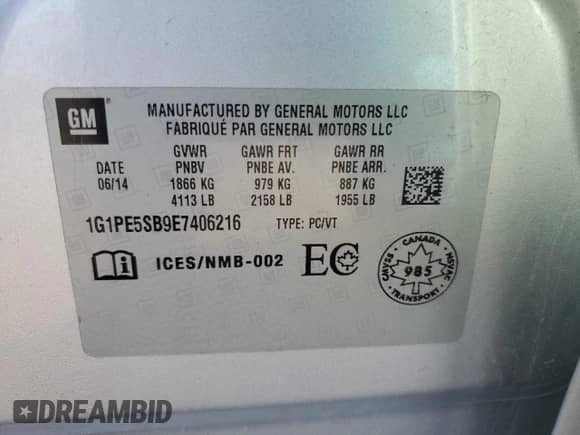 GM
MANUFACTURED BY GENERAL MOTORS LLC
FABRIQUÉ PAR GENERAL MOTORS LLC
DATE
06/14
GVWR
PNBV
1866 KG
4113 LB
GAWR FRT
PNBE AV.
979 KG
2158 LB
GAWR RR
PNBE ARR.
887 KG
1955 LB
1G1PE5SB9E7406216 TYPE: PC/VT
ICES/NMB-002
EC
CANADA
CMVSS
985
NSVAC
TRANSPORT
DREAMBID